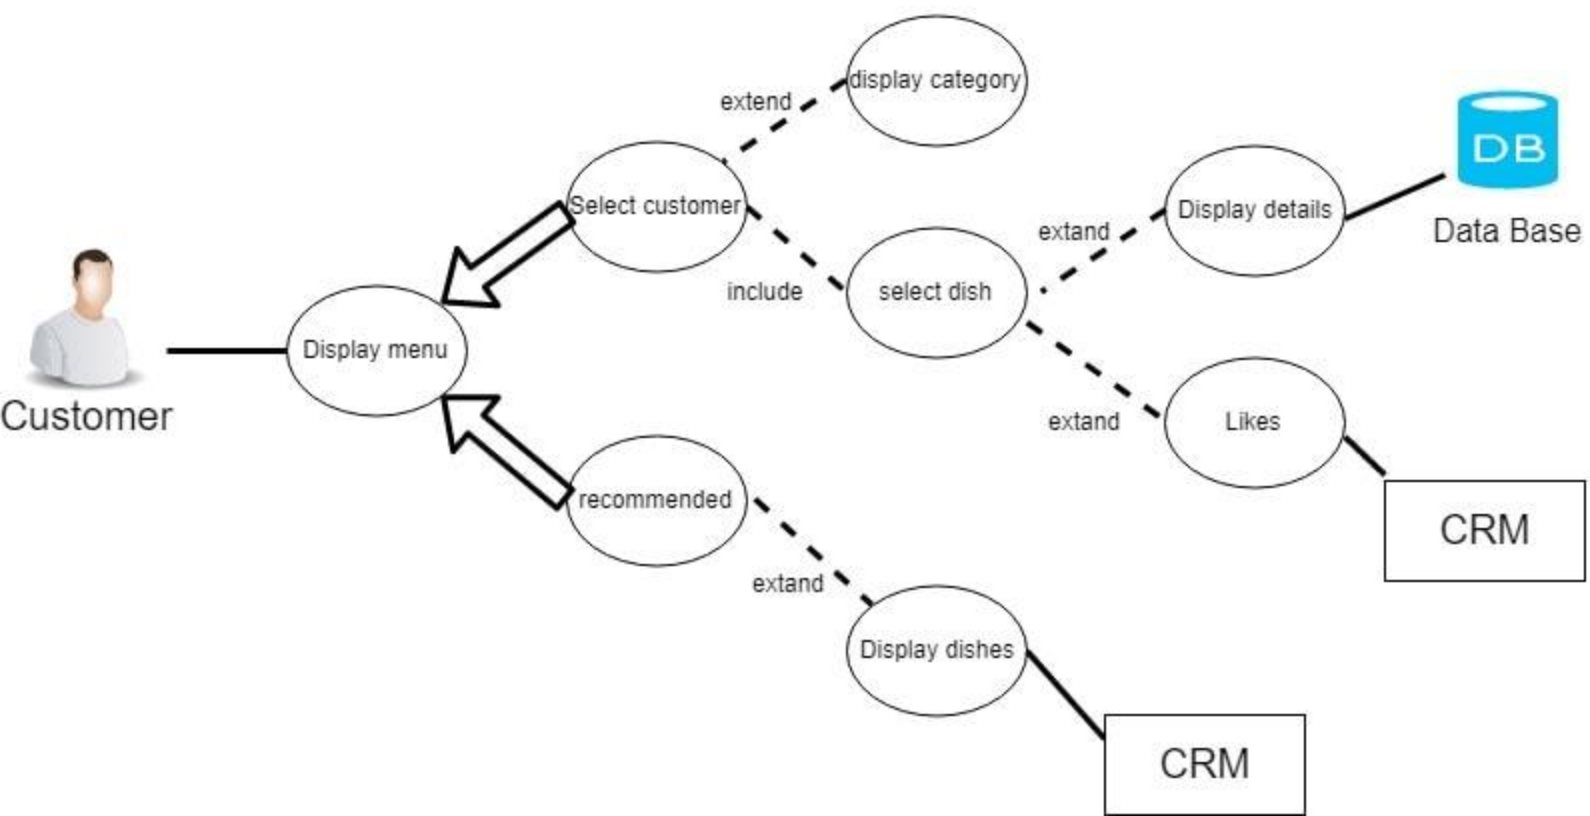 display category
extend
DB
Select customer
Display details
Data Base
extand
include
select dish
Display menu
Customer
extand
Likes
recommended
CRM
extand
Display dishes
CRM